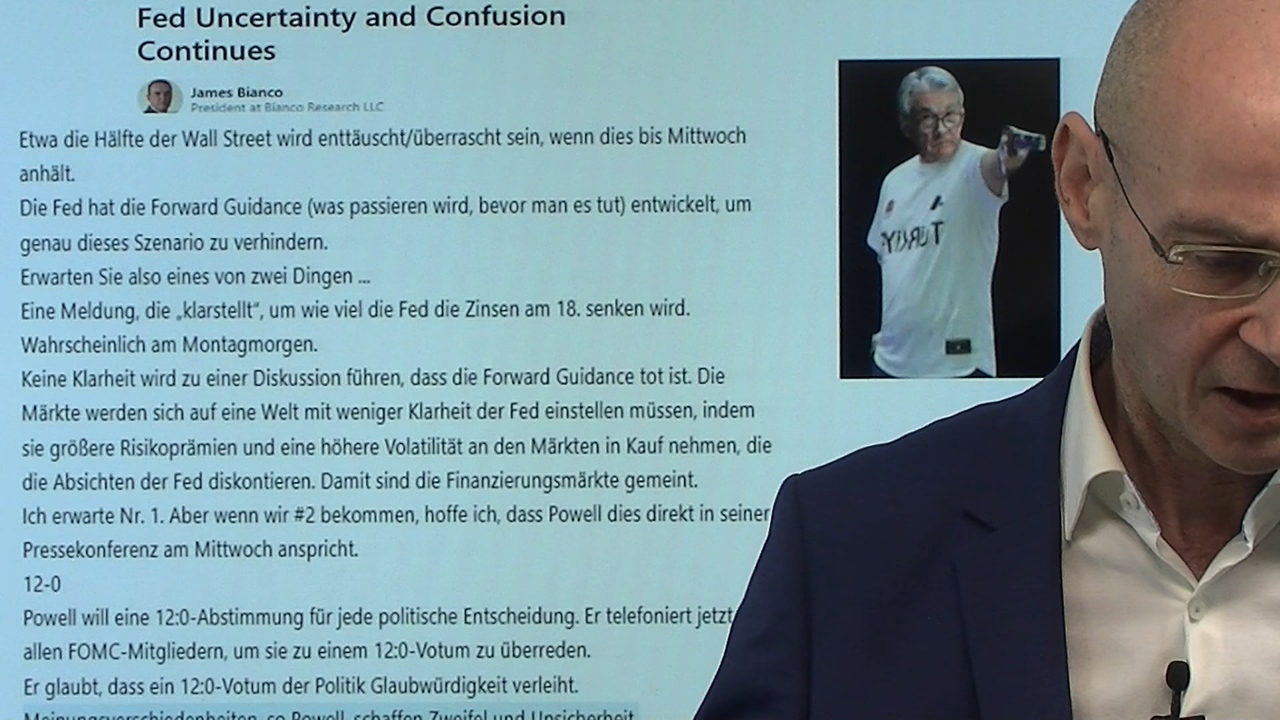 Fed Uncertainty and Confusion
Continues
James Bianco
President at Bianco Research LLC
Etwa die Hälfte der Wall Street wird enttäuscht/überrascht sein, wenn dies bis Mittwoch
anhält.
Die Fed hat die Forward Guidance (was passieren wird, bevor man es tut) entwickelt, um
genau dieses Szenario zu verhindern.
Erwarten Sie also eines von zwei Dingen ...
Eine Meldung, die „klarstellt“, um wie viel die Fed die Zinsen am 18. senken wird.
Wahrscheinlich am Montagmorgen.
Keine Klarheit wird zu einer Diskussion führen, dass die Forward Guidance tot ist. Die
Märkte werden sich auf eine Welt mit weniger Klarheit der Fed einstellen müssen, indem
sie größere Risikoprämien und eine höhere Volatilität an den Märkten in Kauf nehmen, die
die Absichten der Fed diskontieren. Damit sind die Finanzierungsmärkte gemeint.
Ich erwarte Nr. 1. Aber wenn wir #2 bekommen, hoffe ich, dass Powell dies direkt in seiner
Pressekonferenz am Mittwoch anspricht.
12-0
Powell will eine 12:0-Abstimmung für jede politische Entscheidung. Er telefoniert jetzt
allen FOMC-Mitgliedern, um sie zu einem 12:0-Votum zu überreden.
Er glaubt, dass ein 12:0-Votum der Politik Glaubwürdigkeit verleiht.
Meinungsverschiedenheiten, so Powell, schaffen Zweifel und Unsicherheit.